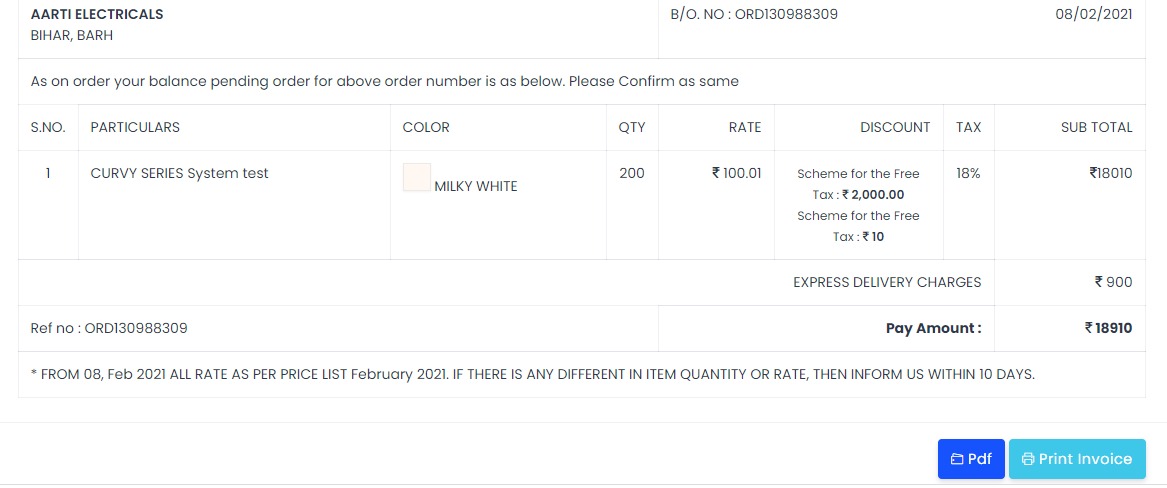 AARTI ELECTRICALS
BIHAR, BARH
B/O. NO : ORD130988309
08/02/2021
As on order your balance pending order for above order number is as below. Please Confirm as same
S.NO. PARTICULARS COLOR QTY RATE DISCOUNT TAX SUB TOTAL
1 CURVY SERIES System test MILKY WHITE 200 ₹ 100.01
Scheme for the Free
Tax : ₹ 2,000.00
Scheme for the Free
Tax : ₹ 10
18% ₹18010
EXPRESS DELIVERY CHARGES ₹ 900
Ref no : ORD130988309 Pay Amount : ₹ 18910
* FROM 08, Feb 2021 ALL RATE AS PER PRICE LIST February 2021. IF THERE IS ANY DIFFERENT IN ITEM QUANTITY OR RATE, THEN INFORM US WITHIN 10 DAYS.
Pdf Print Invoice